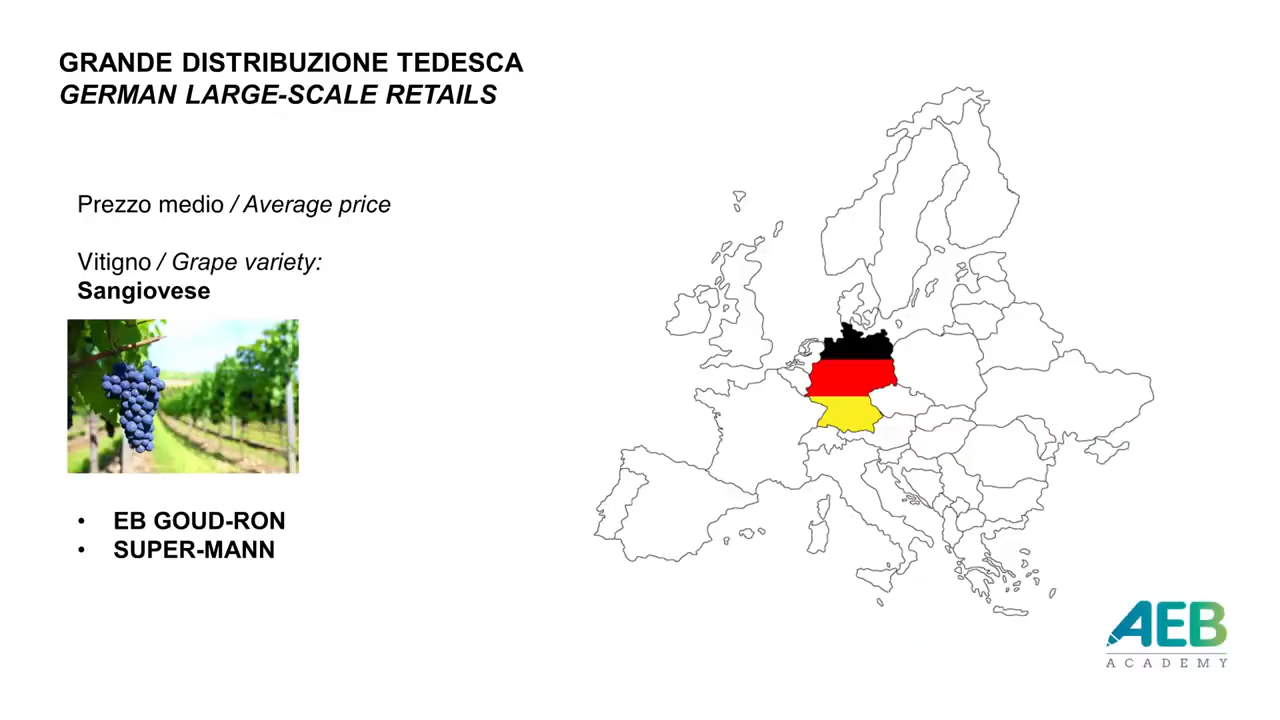 GRANDE DISTRIBUZIONE TEDESCA
GERMAN LARGE-SCALE RETAILS
Prezzo medio / Average price
Vitigno / Grape variety:
Sangiovese
• EB GOUD-RON
• SUPER-MANN
AEB
ACADEMY